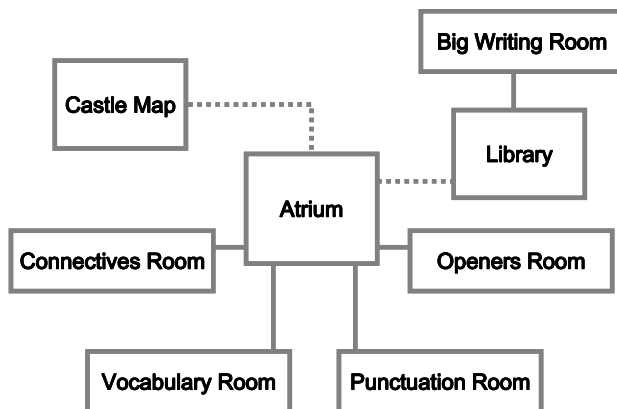 Big Writing Room
Castle Map
Library
Atrium
Connectives Room
Openers Room
Vocabulary Room
Punctuation Room